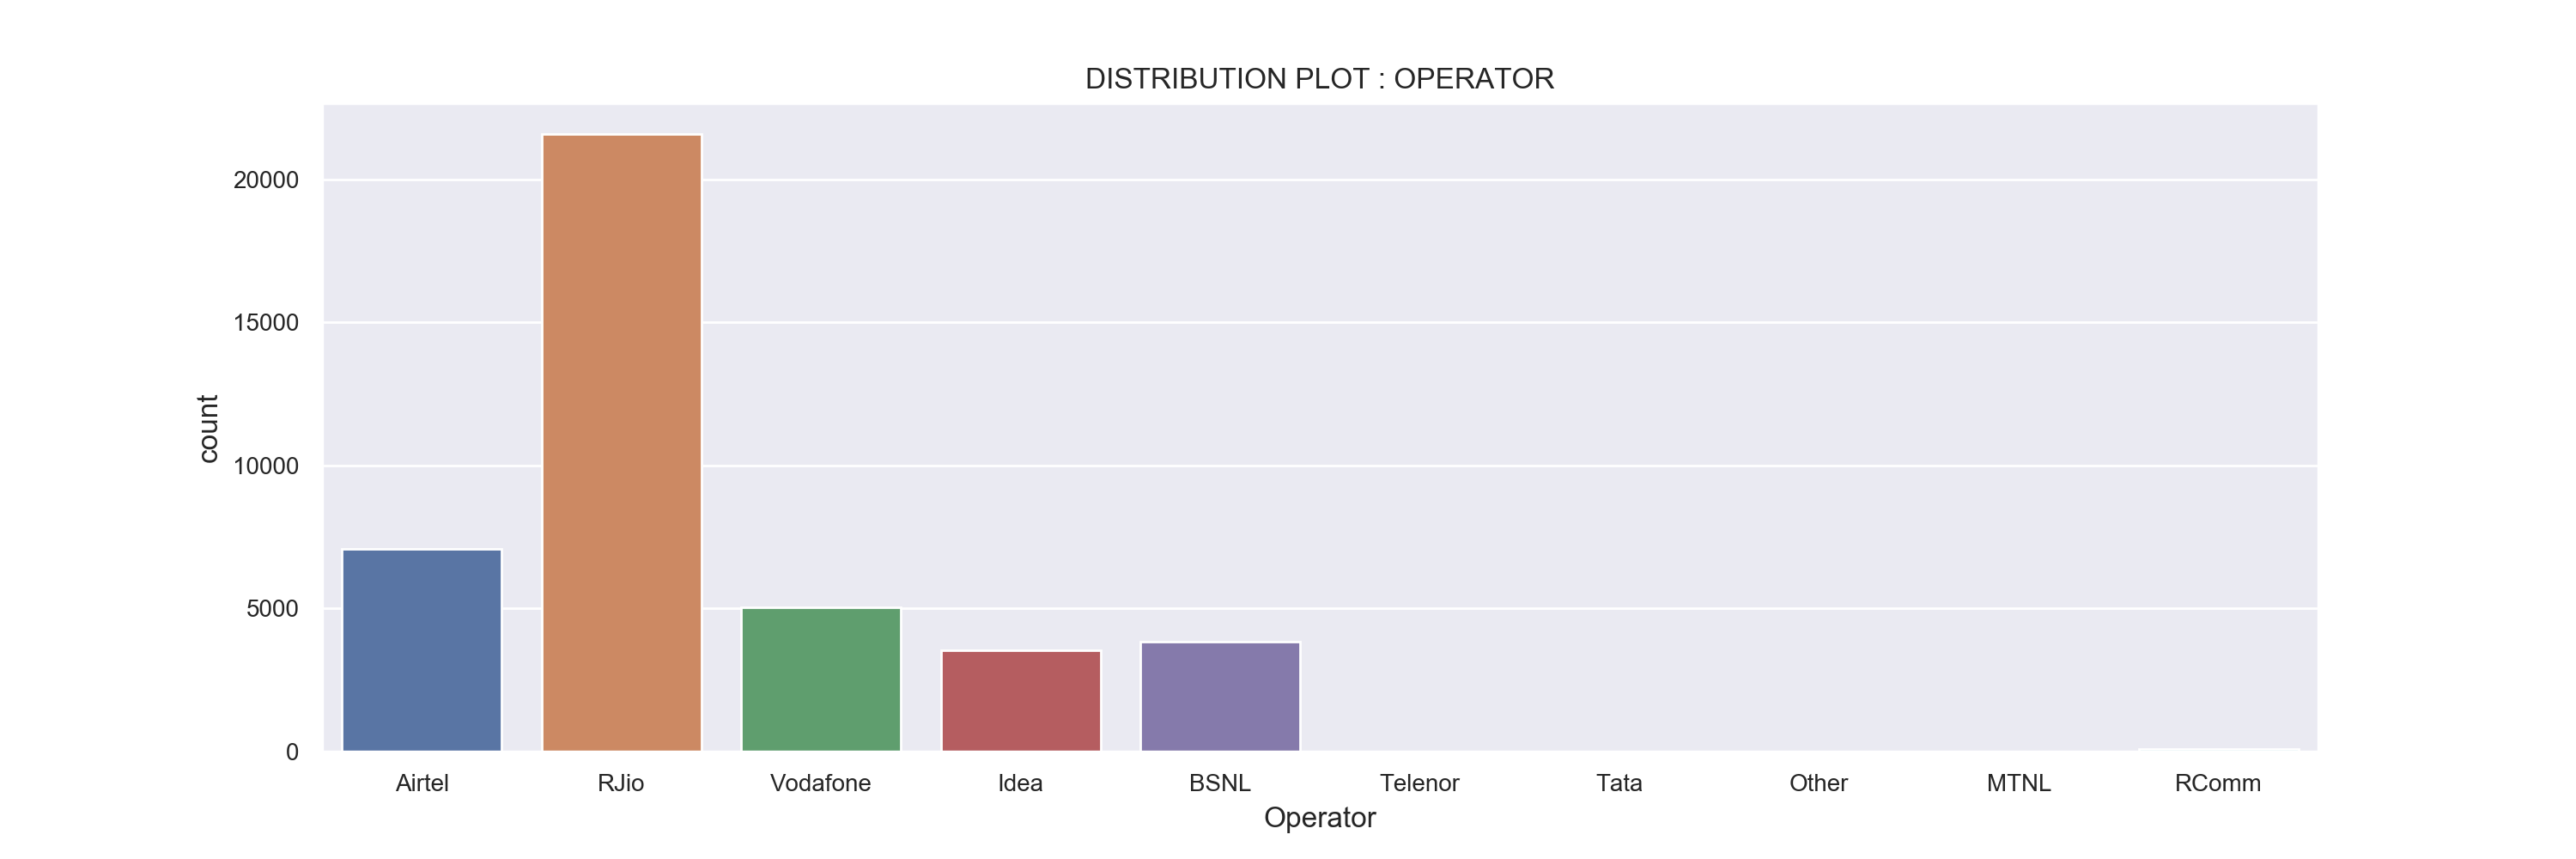 DISTRIBUTION PLOT : OPERATOR
20000
15000
10000
5000
0
count
Airtel RJio Vodafone Idea BSNL Telenor Tata Other MTNL RComm
Operator